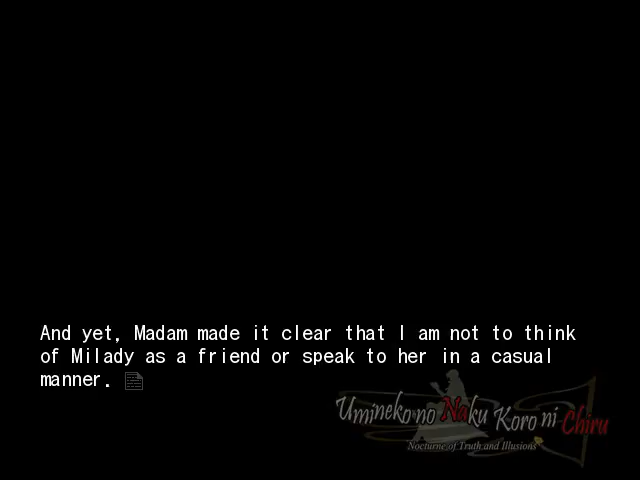 And yet, Madam made it clear that I am not to think
of Milady as a friend or speak to her in a casual
manner.
Umineko no Naku Koro ni Chiru
Nocturne of Truth and Illusions